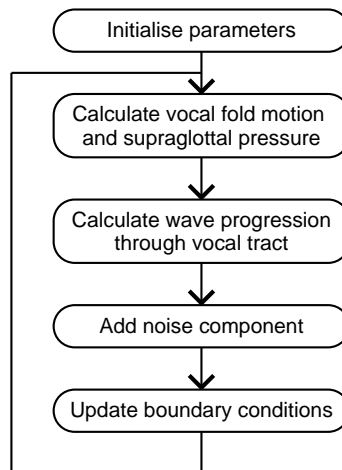 Initialise parameters
Calculate vocal fold motion
and supraglottal pressure
Calculate wave progression
through vocal tract
Add noise component
Update boundary conditions